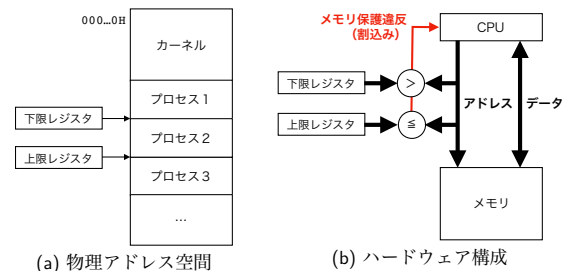 000…0H
カーネル
プロセス1
プロセス2
プロセス3
…
下限レジスタ
上限レジスタ
(a) 物理アドレス空間
メモリ保護違反
（割込み）
CPU
下限レジスタ
>
上限レジスタ
≦
アドレス
データ
メモリ
(b) ハードウェア構成